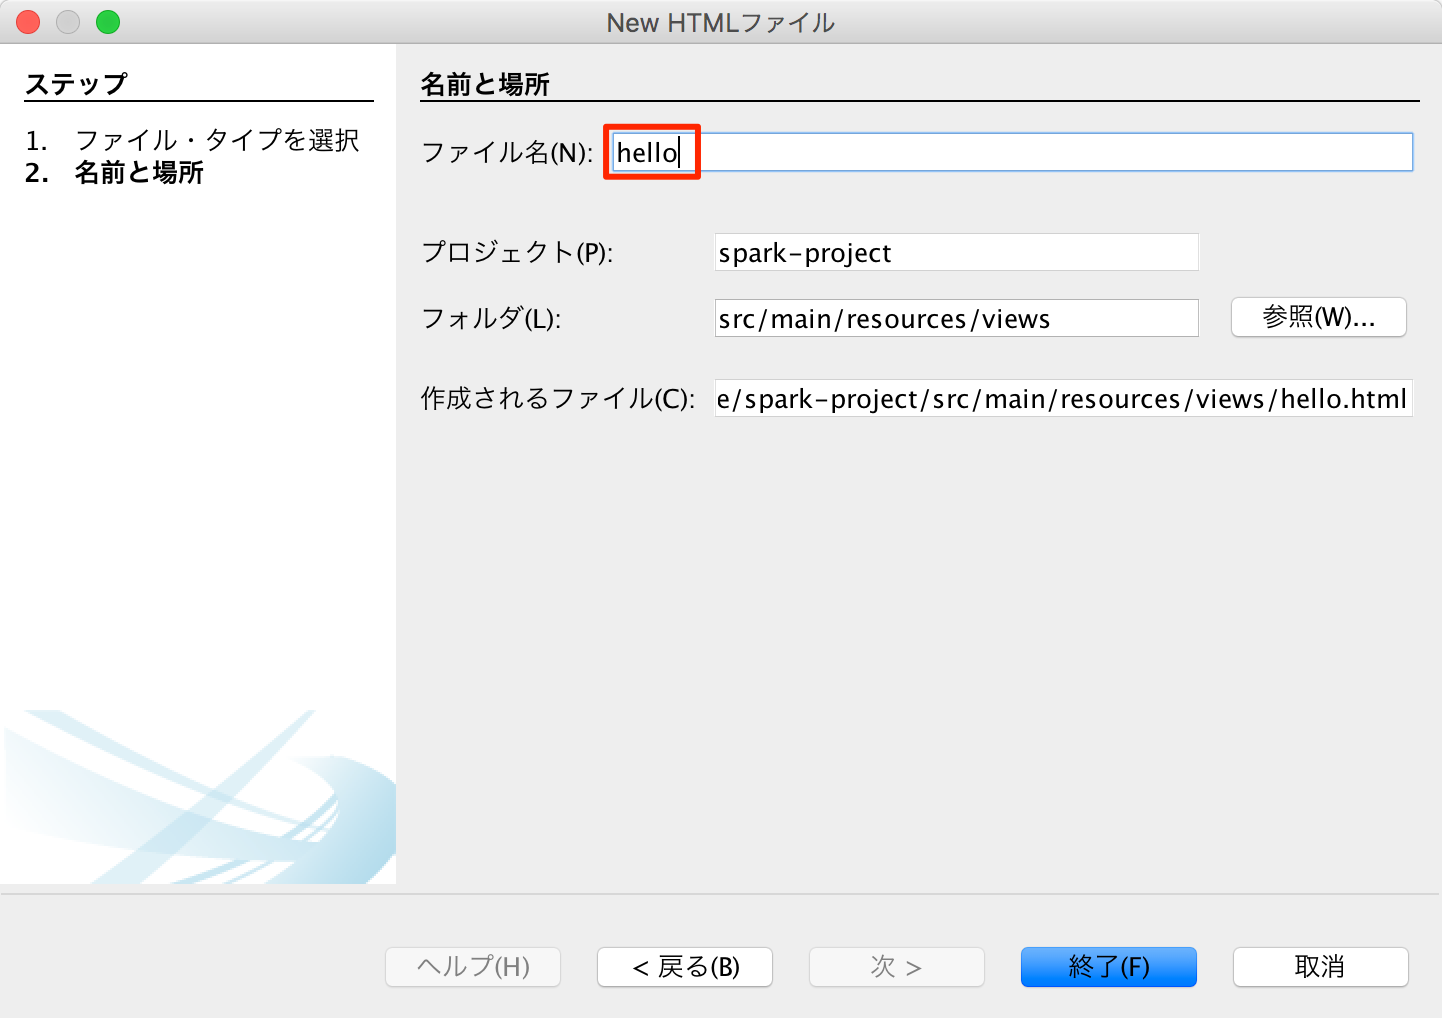 New HTMLファイル
ステップ
1. ファイル・タイプを選択
2. 名前と場所
名前と場所
ファイル名(N): hello
プロジェクト(P): spark-project
フォルダ(L): src/main/resources/views 参照(W)...
作成されるファイル(C): e/spark-project/src/main/resources/views/hello.html
ヘルプ(H) < 戻る(B) 次 > 終了(F) 取消